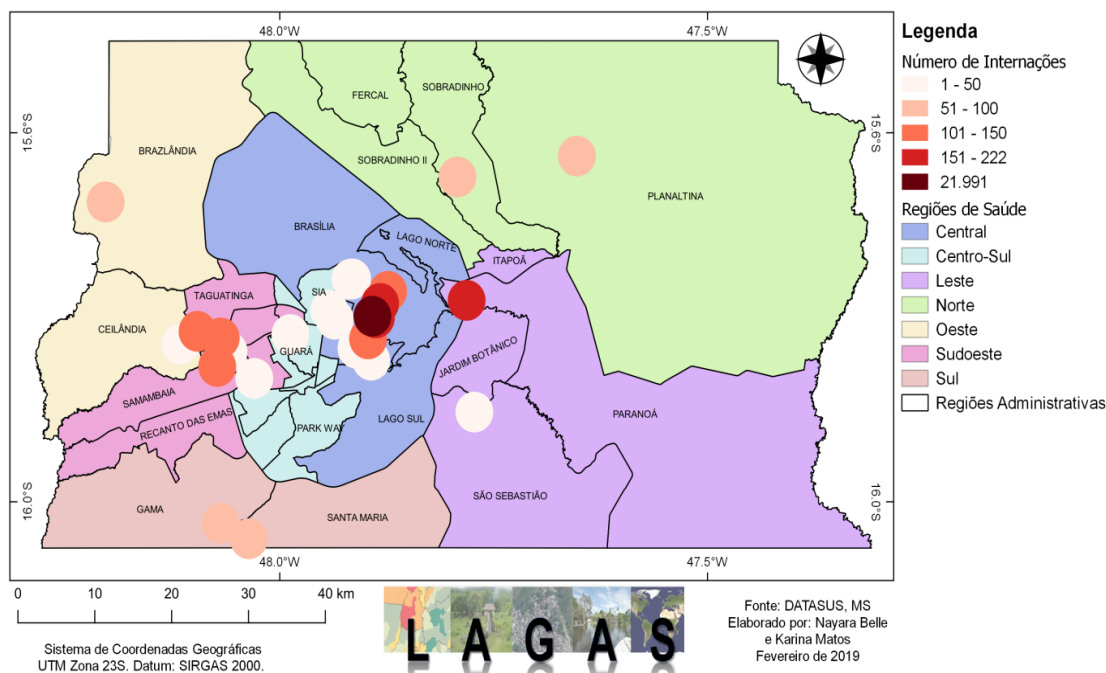 48.0°W
47.5°W
15.6°S
15.6°S
FERCAL
SOBRADINHO
BRAZLÂNDIA
SOBRADINHO II
PLANALTINA
BRASÍLIA
LAGO NORTE
ITAPOÃ
SIA
TAGUATINGA
CEILÂNDIA
GUARÁ
JARDIM BOTÂNICO
SAMAMBAIA
RECANTO DAS EMAS
PARK WAY
LAGO SUL
PARANOÁ
SÃO SEBASTIÃO
GAMA
SANTA MARIA
16.0°S
16.0°S
48.0°W
47.5°W
Legenda
Número de Internações
1 - 50
51 - 100
101 - 150
151 - 222
21.991
Regiões de Saúde
Central
Centro-Sul
Leste
Norte
Oeste
Sudoeste
Sul
Regiões Administrativas
0 10 20 30 40 km
Sistema de Coordenadas Geográficas
UTM Zona 23S. Datum: SIRGAS 2000.
LAGAS
Fonte: DATASUS, MS
Elaborado por: Nayara Belle
e Karina Matos
Fevereiro de 2019